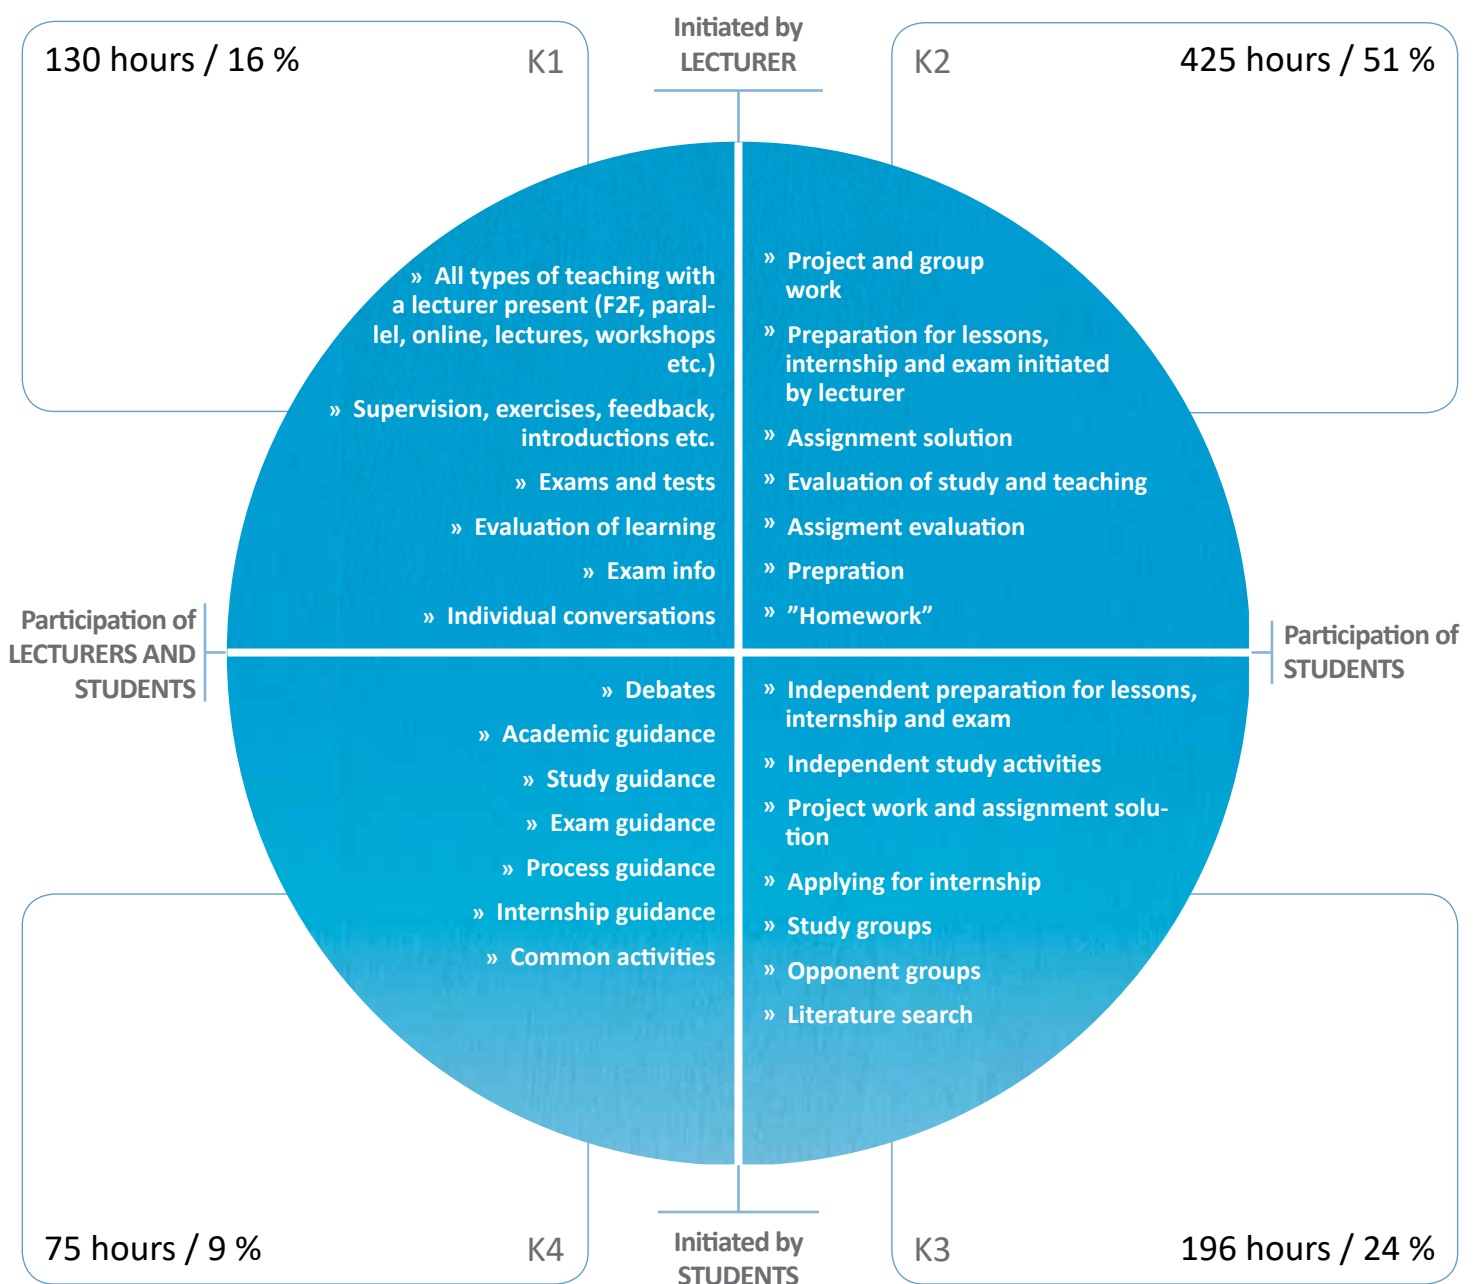 130 hours / 16 %
K1
Initiated by
LECTURER
K2
425 hours / 51 %
» All types of teaching with
a lecturer present (F2F, paral-
lel, online, lectures, workshops
etc.)
» Supervision, exercises, feedback,
introductions etc.
» Exams and tests
» Evaluation of learning
» Exam info
» Individual conversations
» Project and group
work
» Preparation for lessons,
internship and exam initiated
by lecturer
» Assignment solution
» Evaluation of study and teaching
» Assigment evaluation
» Prepration
» ”Homework”
Participation of
LECTURERS AND
STUDENTS
Participation of
STUDENTS
» Debates
» Academic guidance
» Study guidance
» Exam guidance
» Process guidance
» Internship guidance
» Common activities
» Independent preparation for lessons,
internship and exam
» Independent study activities
» Project work and assignment solu-
tion
» Applying for internship
» Study groups
» Opponent groups
» Literature search
75 hours / 9 %
K4
Initiated by
STUDENTS
K3
196 hours / 24 %